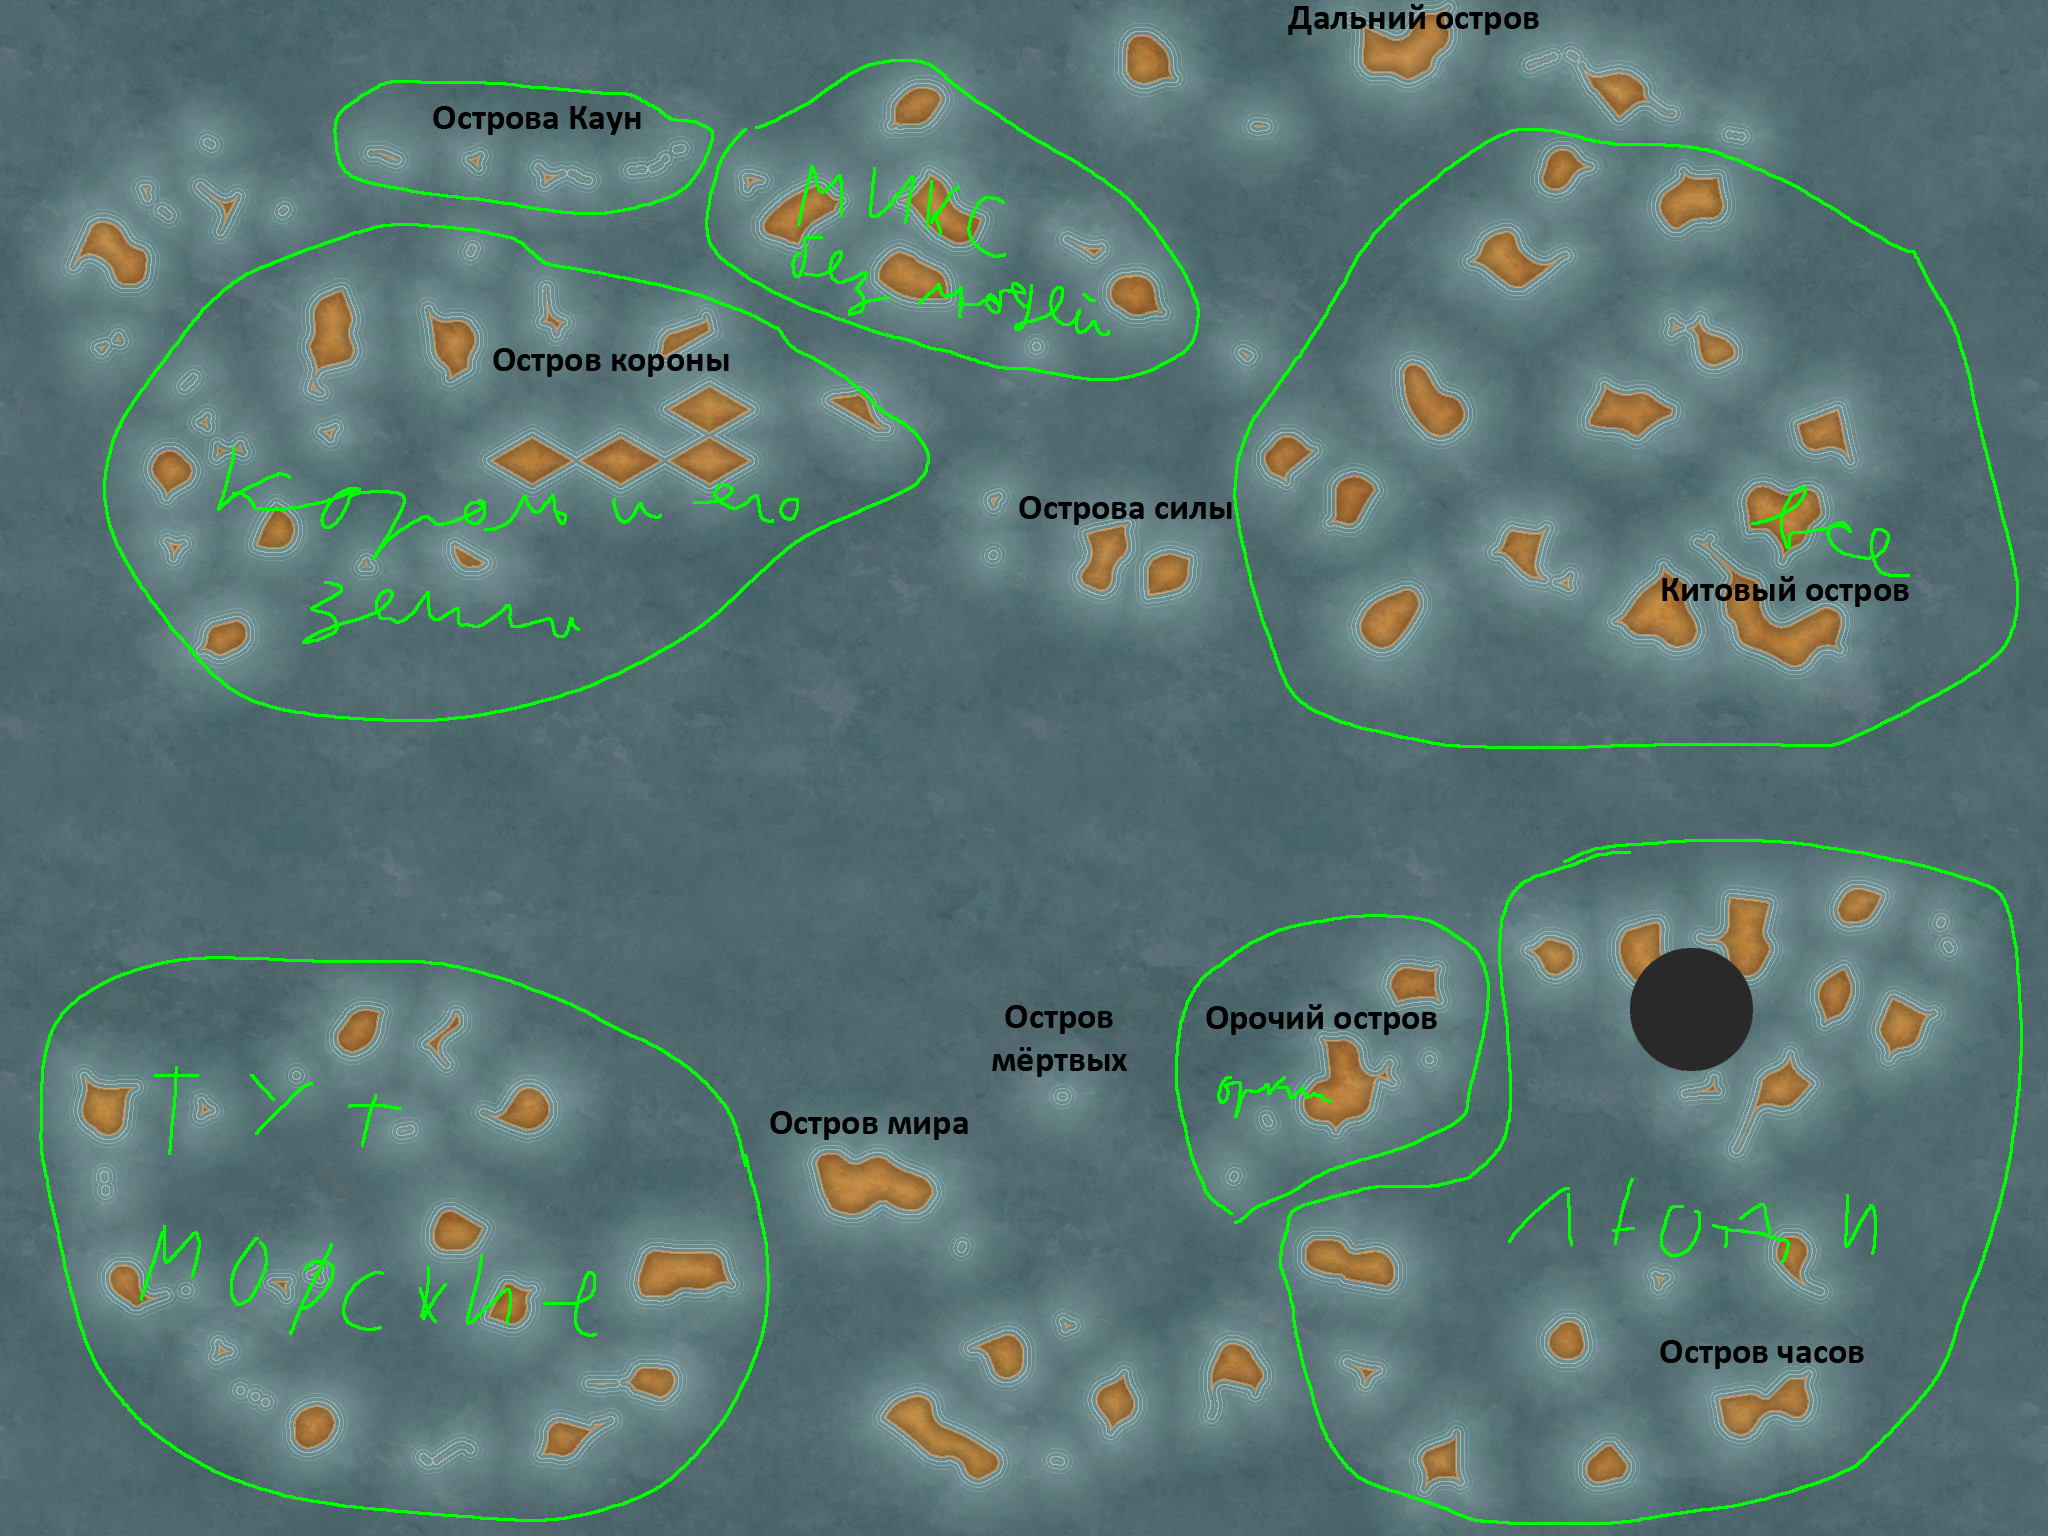 Дальний остров
Острова Каун
микс
без людей
Остров короны
Король и его
земли
Острова силы
все
Китовый остров
Остров
мёртвых
Орочий остров
орки
Остров мира
тут
морские
люди
Остров часов